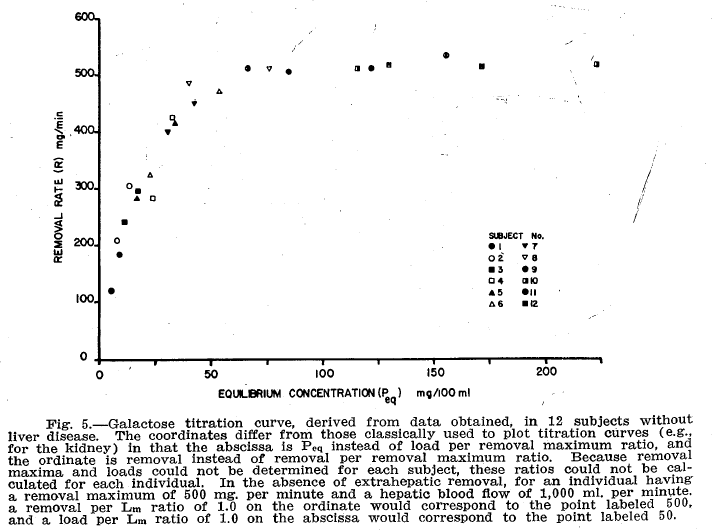 600
500
400
300
200
100
0
REMOVAL RATE (R) mg/min
SUBJECT No.
1 7
2 8
3 9
4 10
5 11
6 12
0 50 100 150 200
EQUILIBRIUM CONCENTRATION (Peq) mg/100 ml
Fig. 5.—Galactose titration curve, derived from data obtained, in 12 subjects without
liver disease. The coordinates differ from those classically used to plot titration curves (e.g.,
for the kidney) in that the abscissa is Peq instead of load per removal maximum ratio, and
the ordinate is removal instead of removal per removal maximum ratio. Because removal
maxima and loads could not be determined for each subject, these ratios could not be cal-
culated for each individual. In the absence of extrahepatic removal, for an individual having
a removal maximum of 500 mg. per minute and a hepatic blood flow of 1,000 ml. per minute.
a removal per Lm ratio of 1.0 on the ordinate would correspond to the point labeled 500,
and a load per Lm ratio of 1.0 on the abscissa would correspond to the point labeled 50.